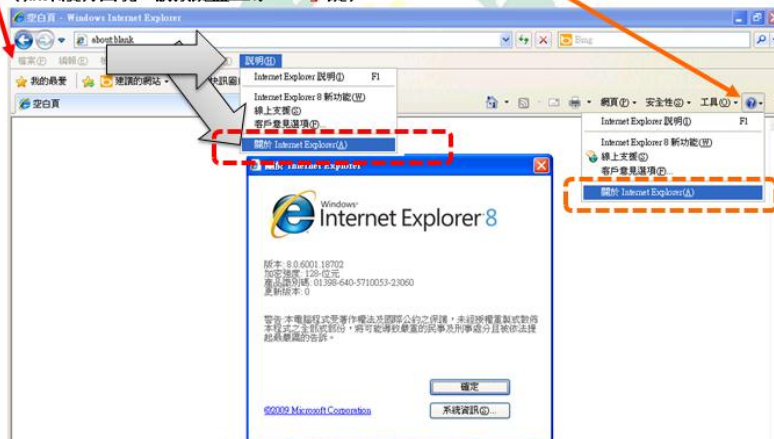 空白頁 - Windows Internet Explorer
about:blank
Bing
檔案(F) 編輯(E) 說明(H)
我的最愛 建議的網站
空白頁
網頁(P) 安全性(S) 工具(O)
Internet Explorer 說明(I) F1
Internet Explorer 8 新功能(W)
線上支援(S)
客戶意見選項(F)...
關於 Internet Explorer(A)
Internet Explorer 說明(I) F1
Internet Explorer 8 新功能(W)
線上支援(S)
客戶意見選項(F)...
關於 Internet Explorer(A)
關於 Internet Explorer
Windows
Internet Explorer 8
版本: 8.0.6001.18702
加密強度: 128-位元
產品識別碼: 01398-640-5710053-23060
更新版本: 0
警告:本電腦程式受著作權法及國際公約之保護,未經授權重製或散佈
本程式之全部或部份,將可能導致嚴重的民事及刑事處分且被依法提
起最嚴厲的告訴。
確定
©2009 Microsoft Corporation
系統資訊(S)...